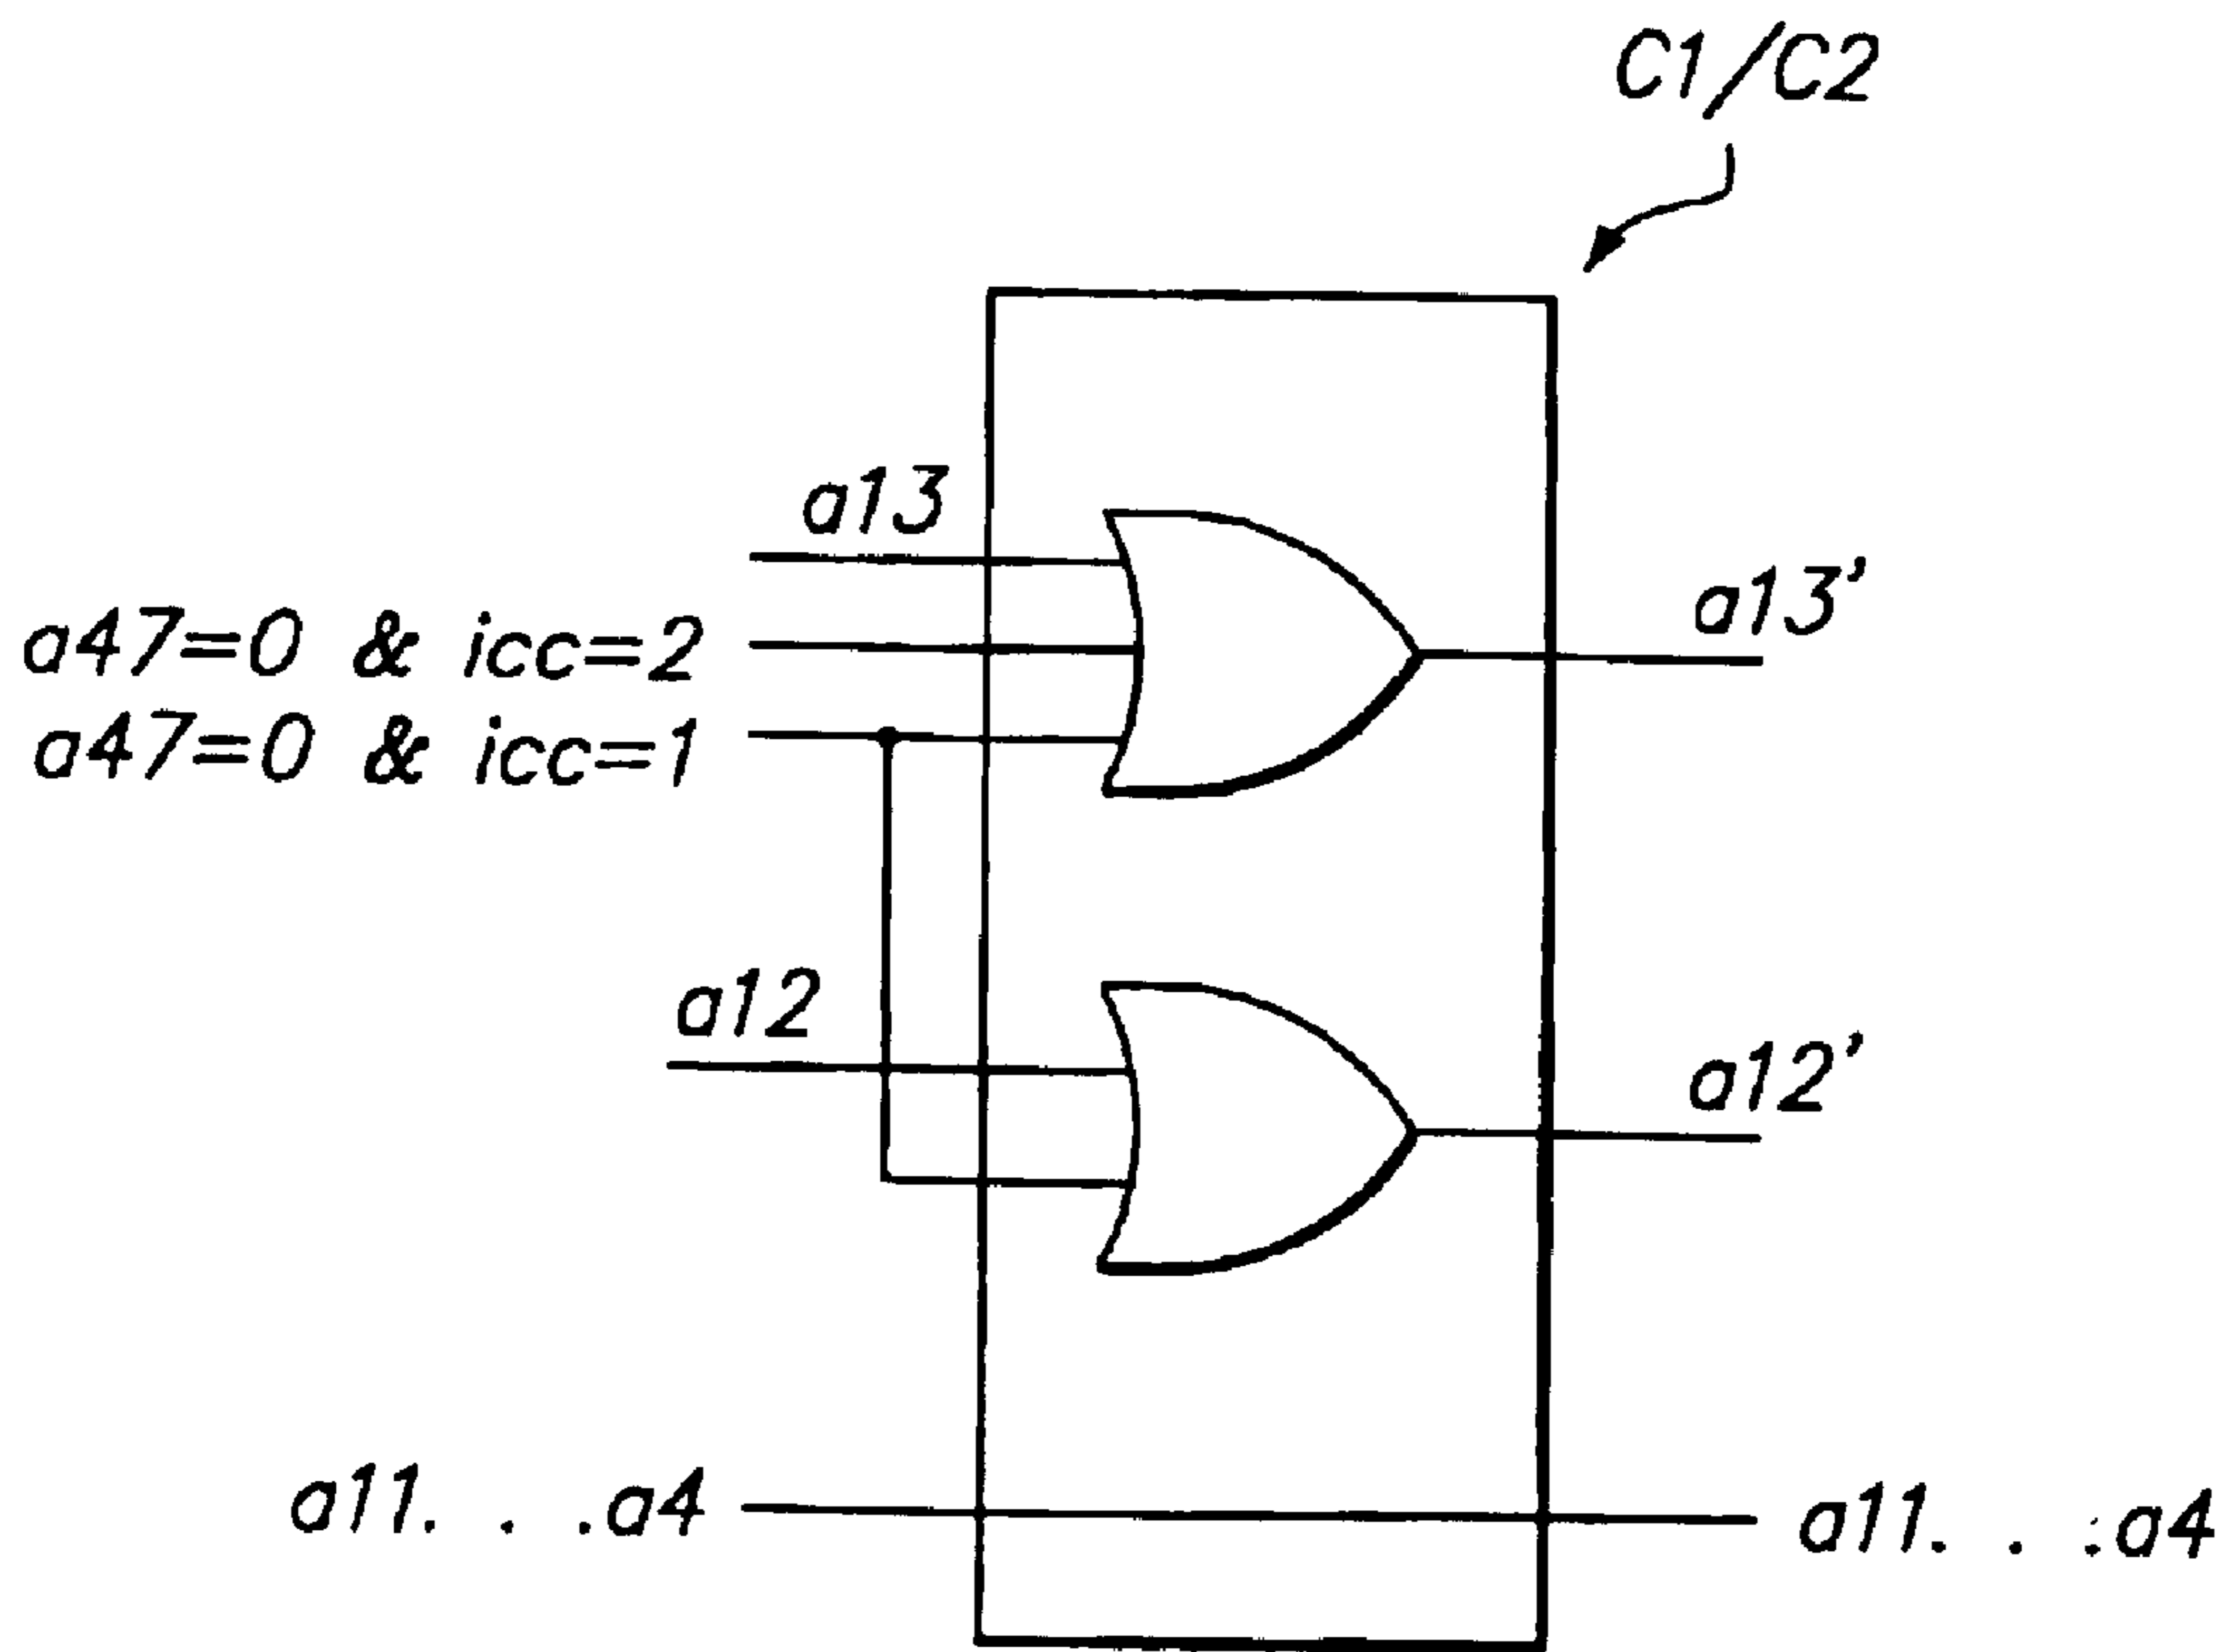 C1/C2
a13
a13'
a47=0 & icc=2
a47=0 & icc=1
a12
a12'
a11. . .a4
a11. . .a4